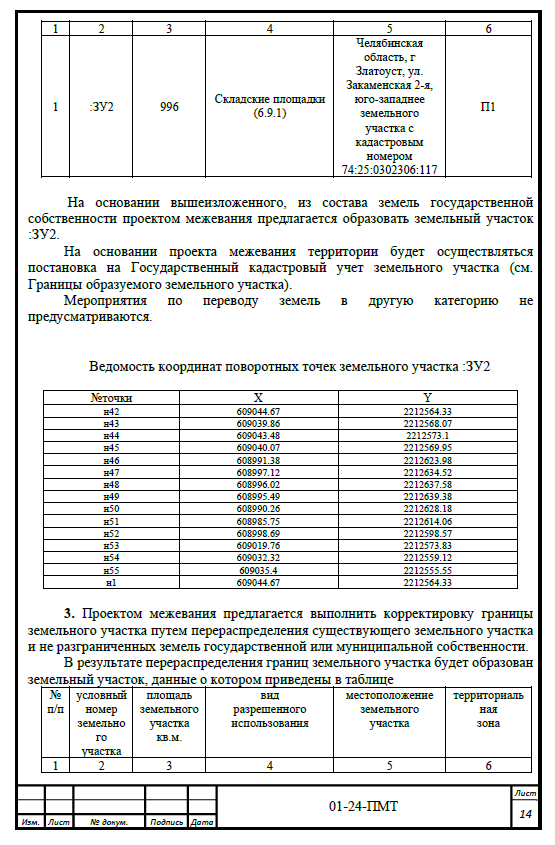 1 2 3 4 5 6
1 :ЗУ2 996 Складские площадки (6.9.1) Челябинская область, г Златоуст, ул. Закаменская 2-я, юго-западнее земельного участка с кадастровым номером 74:25:0302306:117 П1
На основании вышеизложенного, из состава земель государственной
собственности проектом межевания предлагается образовать земельный участок
:ЗУ2.
На основании проекта межевания территории будет осуществляться
постановка на Государственный кадастровый учет земельного участка (см.
Границы образуемого земельного участка).
Мероприятия по переводу земель в другую категорию не
предусматриваются.
Ведомость координат поворотных точек земельного участка :ЗУ2
№точки X Y
н42 609044.67 2212564.33
н43 609039.86 2212568.07
н44 609043.48 2212573.1
н45 609040.07 2212569.95
н46 608991.38 2212623.98
н47 608997.12 2212634.52
н48 608996.02 2212637.58
н49 608995.49 2212639.38
н50 608990.26 2212628.18
н51 608985.75 2212614.06
н52 608998.69 2212598.57
н53 609019.76 2212573.83
н54 609032.32 2212559.12
н55 609035.4 2212555.55
н1 609044.67 2212564.33
3. Проектом межевания предлагается выполнить корректировку границы
земельного участка путем перераспределения существующего земельного участка
и не разграниченных земель государственной или муниципальной собственности.
В результате перераспределения границ земельного участка будет образован
земельный участок, данные о котором приведены в таблице
№ п/п условный номер земельно го участка площадь земельного участка кв.м. вид разрешенного использования местоположение земельного участка территориаль ная зона
1 2 3 4 5 6
01-24-ПМТ
Лист
14
Изм. Лист № докум. Подпись Дата